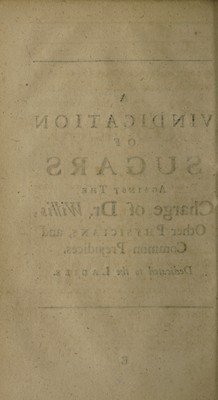 A
VINDICATION
OF
SUGARS
AGAINST THE
Charge of Dr. Willis,
Other PHYSICIANS, and
Common Prejudices.
Dedicated to the LADIES.